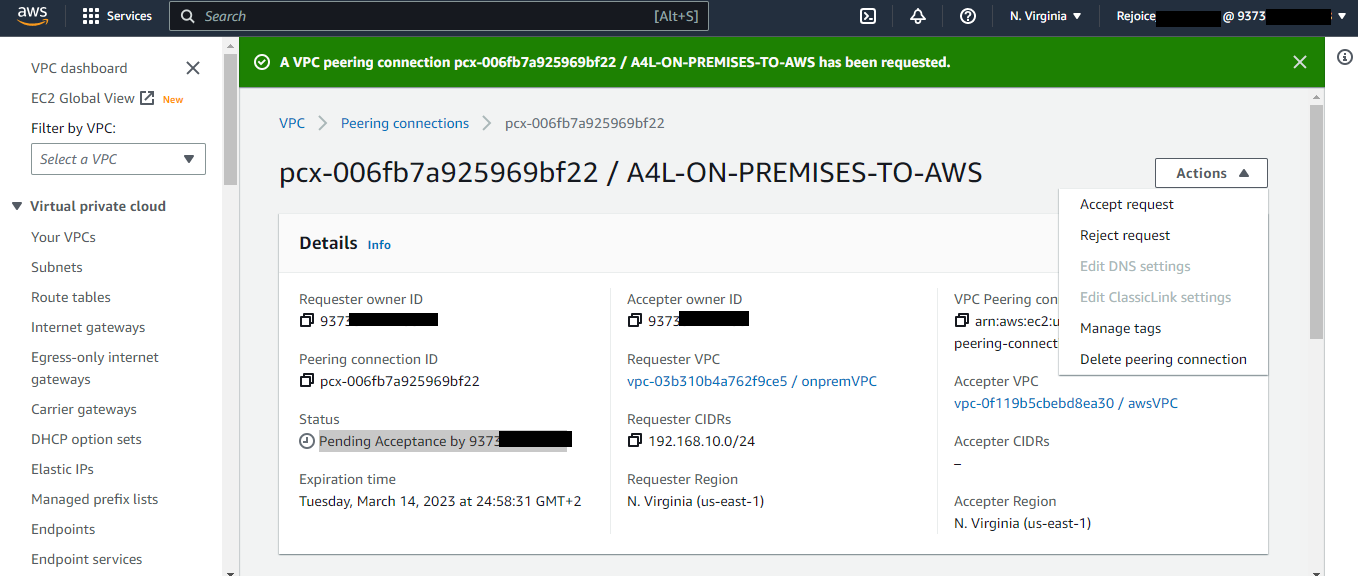 aws
Services
Search [Alt+S]
N. Virginia
Rejoice @ 9373
VPC dashboard
EC2 Global View New
Filter by VPC:
Select a VPC
Virtual private cloud
Your VPCs
Subnets
Route tables
Internet gateways
Egress-only internet
gateways
Carrier gateways
DHCP option sets
Elastic IPs
Managed prefix lists
Endpoints
Endpoint services
A VPC peering connection pcx-006fb7a925969bf22 / A4L-ON-PREMISES-TO-AWS has been requested.
VPC
Peering connections
pcx-006fb7a925969bf22
pcx-006fb7a925969bf22 / A4L-ON-PREMISES-TO-AWS
Actions
Accept request
Reject request
Edit DNS settings
Edit ClassicLink settings
Manage tags
Delete peering connection
Details Info
Requester owner ID
9373
Peering connection ID
pcx-006fb7a925969bf22
Status
Pending Acceptance by 9373
Expiration time
Tuesday, March 14, 2023 at 24:58:31 GMT+2
Accepter owner ID
9373
Requester VPC
vpc-03b310b4a762f9ce5 / onpremVPC
Requester CIDRs
192.168.10.0/24
Requester Region
N. Virginia (us-east-1)
VPC Peering con
arn:aws:ec2:u
peering-connect
Accepter VPC
vpc-0f119b5cbebd8ea30 / awsVPC
Accepter CIDRs
–
Accepter Region
N. Virginia (us-east-1)